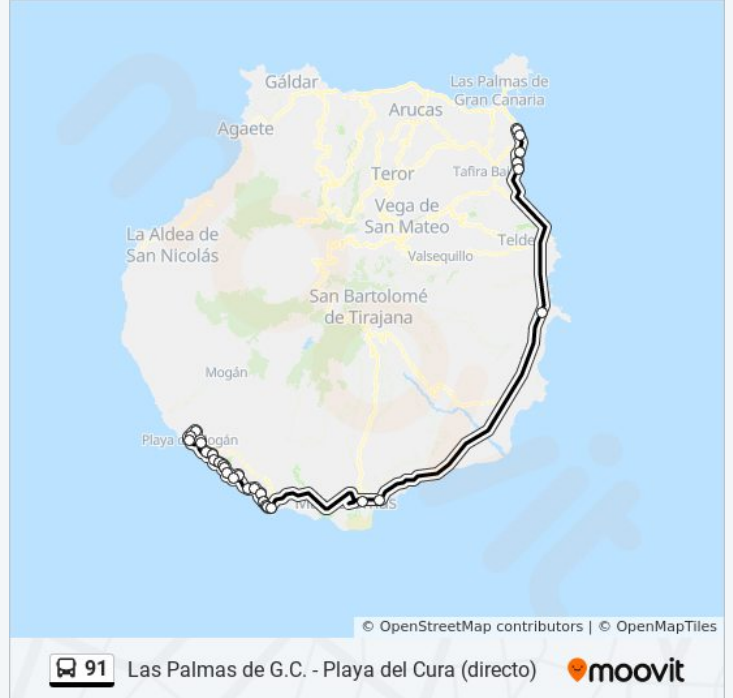 Gáldar
Las Palmas de
Gran Canaria
Arucas
Agaete
Teror
Tafira Ba
Vega de
San Mateo
La Aldea de
San Nicolás
Telde
Valsequillo
San Bartolomé
de Tirajana
Mogán
Playa d ogán
© OpenStreetMap contributors | © OpenMapTiles
91 Las Palmas de G.C. - Playa del Cura (directo) moovit